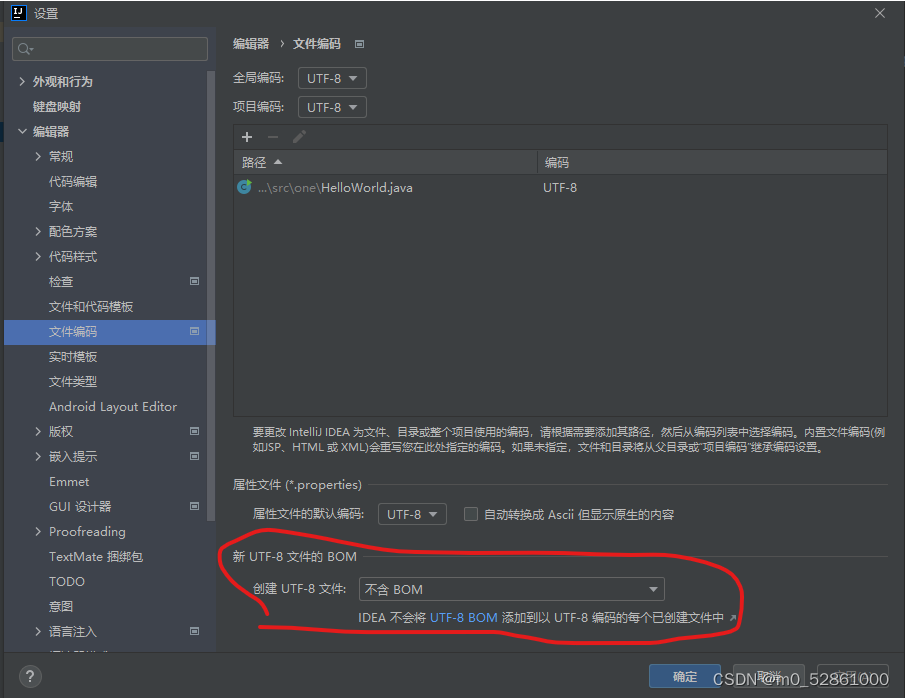 IJ 设置
外观和行为
键盘映射
编辑器
常规
代码编辑
字体
配色方案
代码样式
检查
文件和代码模板
文件编码
实时模板
文件类型
Android Layout Editor
版权
嵌入提示
Emmet
GUI 设计器
Proofreading
TextMate 捆绑包
TODO
意图
语言注入
编辑器 › 文件编码
全局编码: UTF-8
项目编码: UTF-8
路径 编码
...\src\one\HelloWorld.java UTF-8
要更改 IntelliJ IDEA 为文件、目录或整个项目使用的编码，请根据需要添加其路径，然后从编码列表中选择编码。内置文件编码(例
如JSP、HTML 或 XML)会重写您在此处指定的编码。如果未指定，文件和目录将从父目录或"项目编码"继承编码设置。
属性文件 (*.properties)
属性文件的默认编码: UTF-8 自动转换成 Ascii 但显示原生的内容
新 UTF-8 文件的 BOM
创建 UTF-8 文件: 不含 BOM
IDEA 不会将 UTF-8 BOM 添加到以 UTF-8 编码的每个已创建文件中 ↗
? 确定 取消
CSDN @m0_52861000